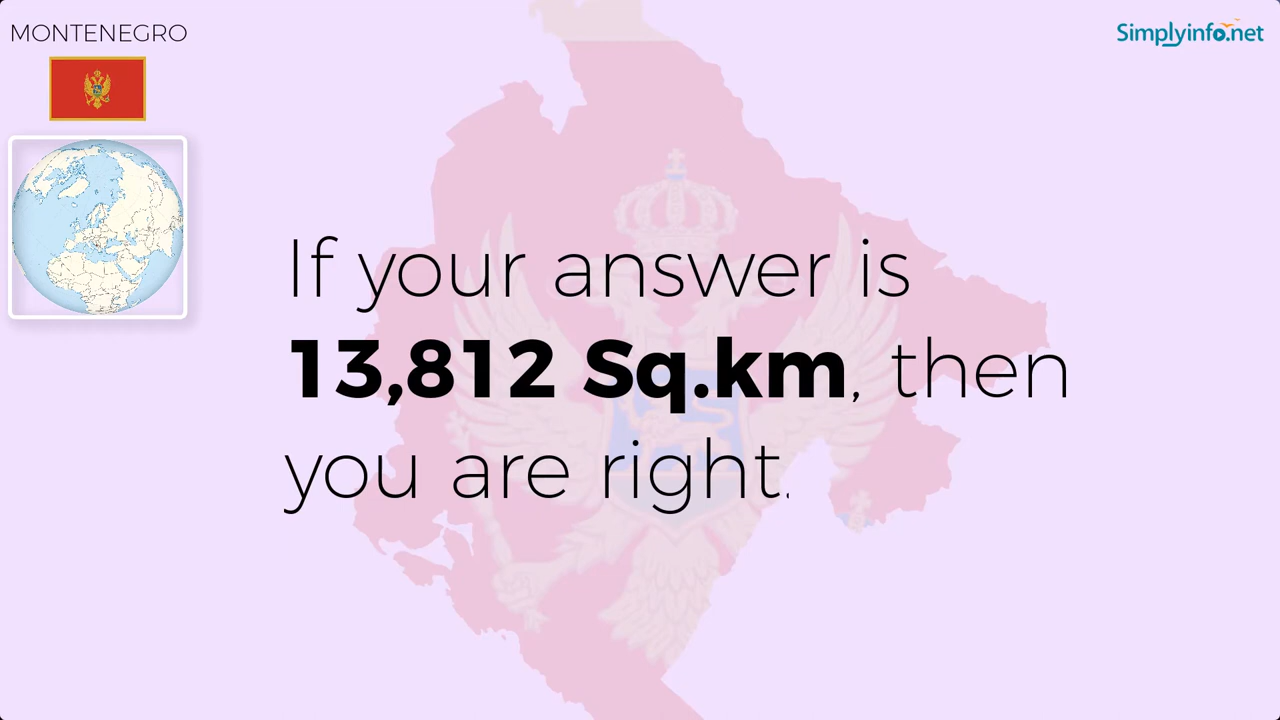 MONTENEGRO
Simplyinfo.net
If your answer is
13,812 Sq.km, then
you are right.